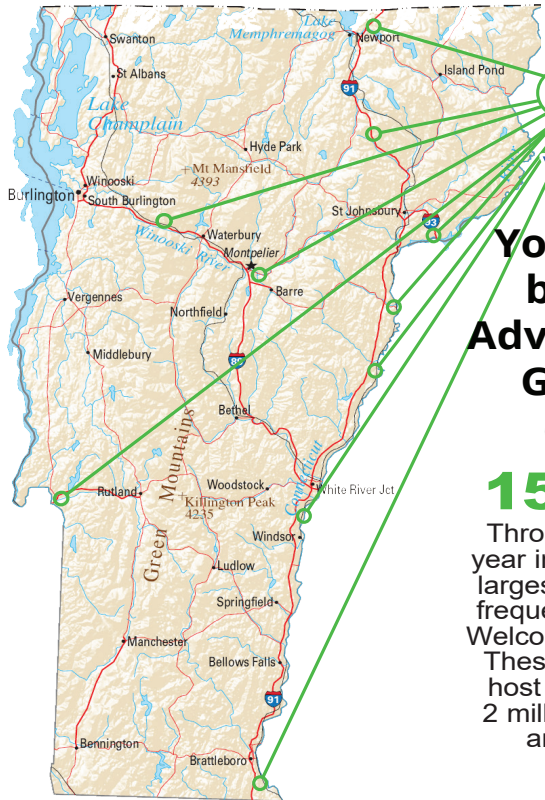 Swanton
Lake
Memphremagog
Newport
St Albans
Island Pond
91
Lake
Champlain
Hyde Park
Mt Mansfield
4393
Winooski
Burlington
South Burlington
St Johnsbury
93
Waterbury
Winooski River
Montpelier
Barre
Vergennes
Northfield
Middlebury
89
Bethel
Green Mountains
Connecticut
Woodstock
White River Jct
Rutland
Killington Peak
4235
Windsor
Ludlow
Springfield
Manchester
Bellows Falls
91
Bennington
Brattleboro
Yo
b
Adv
G
15
Thro
year in
larges
freque
Welco
Thes
host
2 mill
an